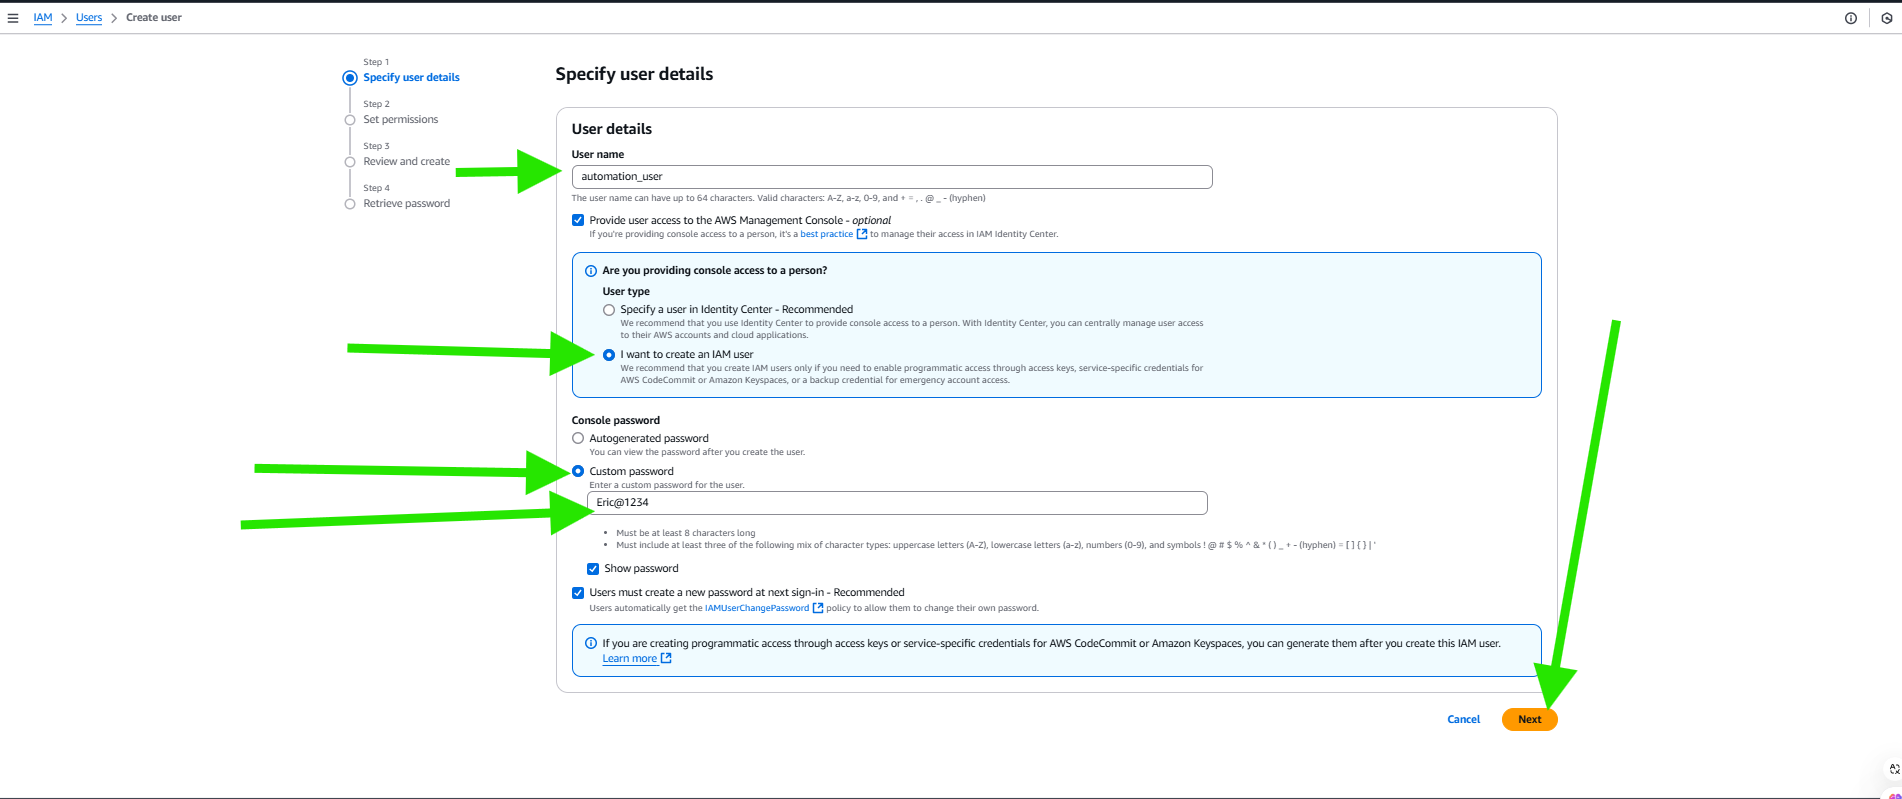 IAM > Users > Create user
Step 1
Specify user details
Step 2
Set permissions
Step 3
Review and create
Step 4
Retrieve password
Specify user details
User details
User name
automation_user
The user name can have up to 64 characters. Valid characters: A-Z, a-z, 0-9, and + = , . @ _ - (hyphen)
Provide user access to the AWS Management Console - optional
If you're providing console access to a person, it's a best practice to manage their access in IAM Identity Center.
Are you providing console access to a person?
User type
Specify a user in Identity Center - Recommended
We recommend that you use Identity Center to provide console access to a person. With Identity Center, you can centrally manage user access
to their AWS accounts and cloud applications.
I want to create an IAM user
We recommend that you create IAM users only if you need to enable programmatic access through access keys, service-specific credentials for
AWS CodeCommit or Amazon Keyspaces, or a backup credential for emergency account access.
Console password
Autogenerated password
You can view the password after you create the user.
Custom password
Enter a custom password for the user.
Eric@1234
• Must be at least 8 characters long
• Must include at least three of the following mix of character types: uppercase letters (A-Z), lowercase letters (a-z), numbers (0-9), and symbols ! @ # $ % ^ & * ( ) _ + - (hyphen) = [ ] { } | '
Show password
Users must create a new password at next sign-in - Recommended
Users automatically get the IAMUserChangePassword policy to allow them to change their own password.
If you are creating programmatic access through access keys or service-specific credentials for AWS CodeCommit or Amazon Keyspaces, you can generate them after you create this IAM user.
Learn more
Cancel
Next